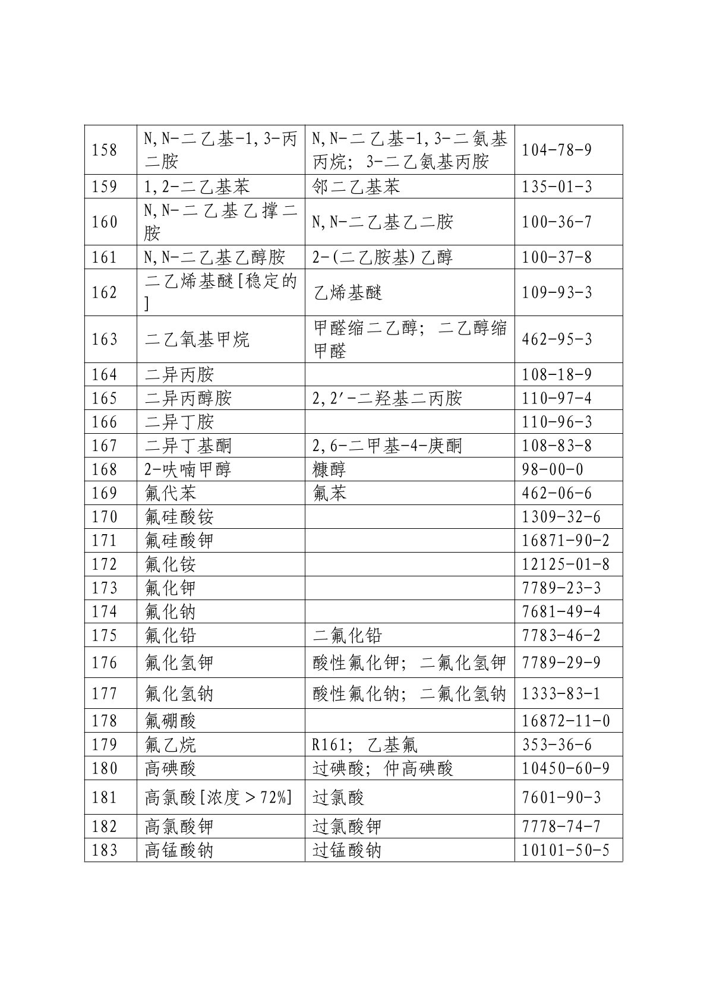 158 N,N-二乙基-1,3-丙二胺 N,N-二乙基-1,3-二氨基丙烷；3-二乙氨基丙胺 104-78-9
159 1,2-二乙基苯 邻二乙基苯 135-01-3
160 N,N-二乙基乙撑二胺 N,N-二乙基乙二胺 100-36-7
161 N,N-二乙基乙醇胺 2-(二乙胺基)乙醇 100-37-8
162 二乙烯基醚[稳定的] 乙烯基醚 109-93-3
163 二乙氧基甲烷 甲醛缩二乙醇；二乙醇缩甲醛 462-95-3
164 二异丙胺 108-18-9
165 二异丙醇胺 2,2′-二羟基二丙胺 110-97-4
166 二异丁胺 110-96-3
167 二异丁基酮 2,6-二甲基-4-庚酮 108-83-8
168 2-呋喃甲醇 糠醇 98-00-0
169 氟代苯 氟苯 462-06-6
170 氟硅酸铵 1309-32-6
171 氟硅酸钾 16871-90-2
172 氟化铵 12125-01-8
173 氟化钾 7789-23-3
174 氟化钠 7681-49-4
175 氟化铅 二氟化铅 7783-46-2
176 氟化氢钾 酸性氟化钾；二氟化氢钾 7789-29-9
177 氟化氢钠 酸性氟化钠；二氟化氢钠 1333-83-1
178 氟硼酸 16872-11-0
179 氟乙烷 R161；乙基氟 353-36-6
180 高碘酸 过碘酸；仲高碘酸 10450-60-9
181 高氯酸[浓度＞72%] 过氯酸 7601-90-3
182 高氯酸钾 过氯酸钾 7778-74-7
183 高锰酸钠 过锰酸钠 10101-50-5